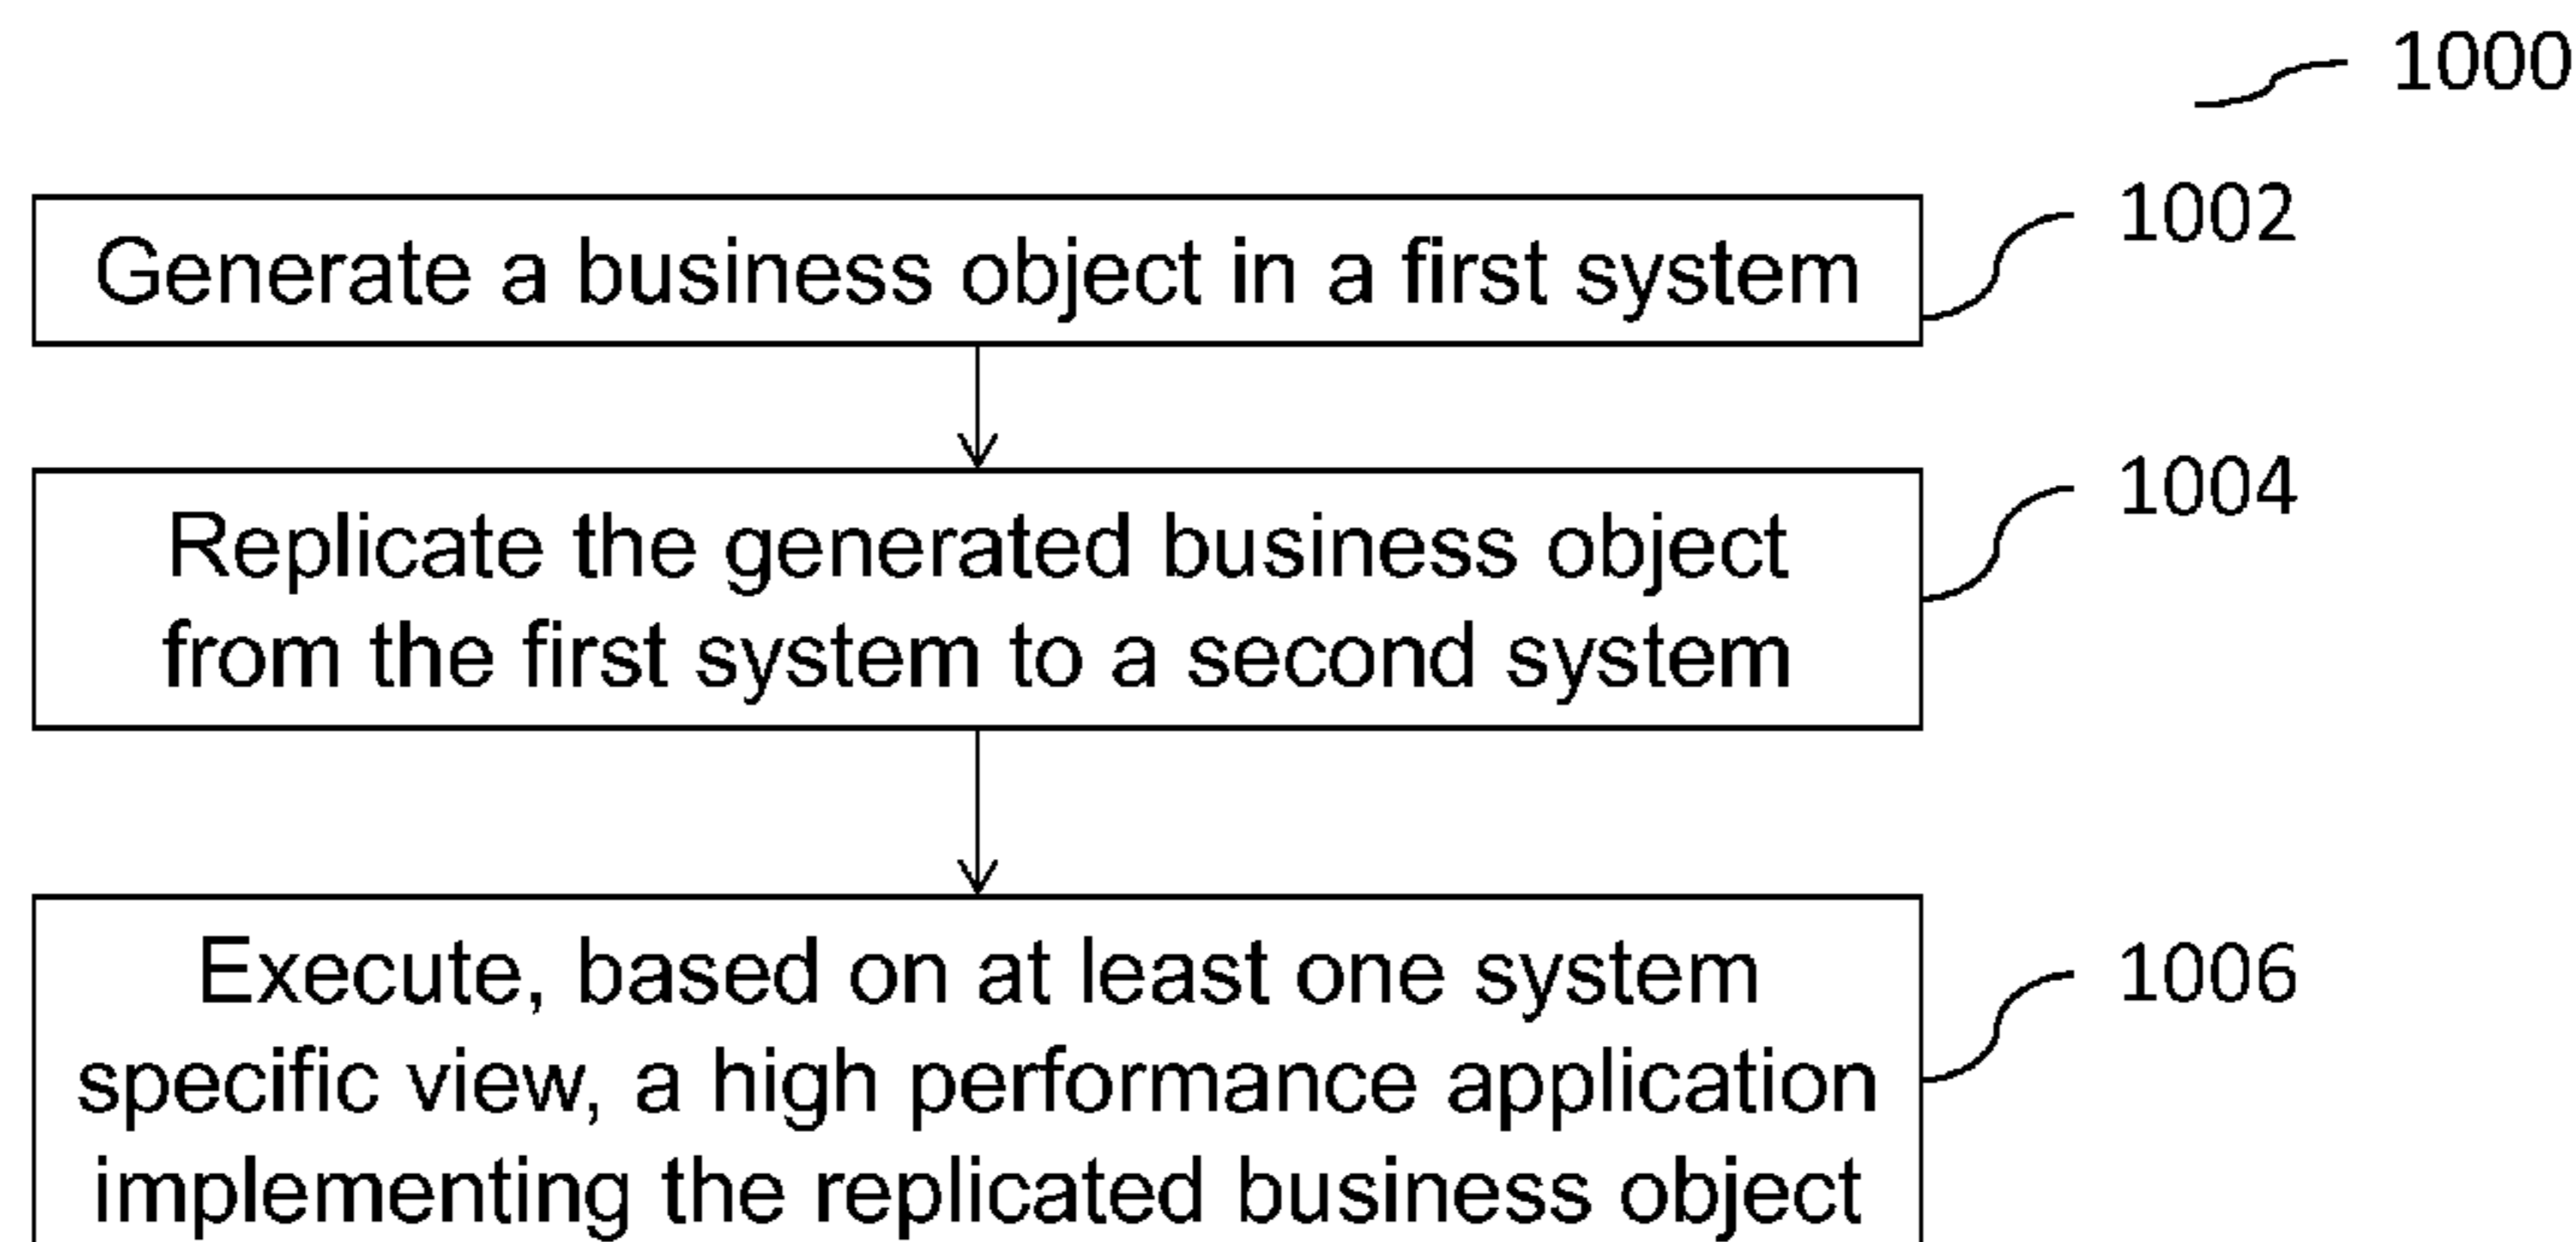 1000
1002
Generate a business object in a first system
1004
Replicate the generated business object
from the first system to a second system
1006
Execute, based on at least one system
specific view, a high performance application
implementing the replicated business object